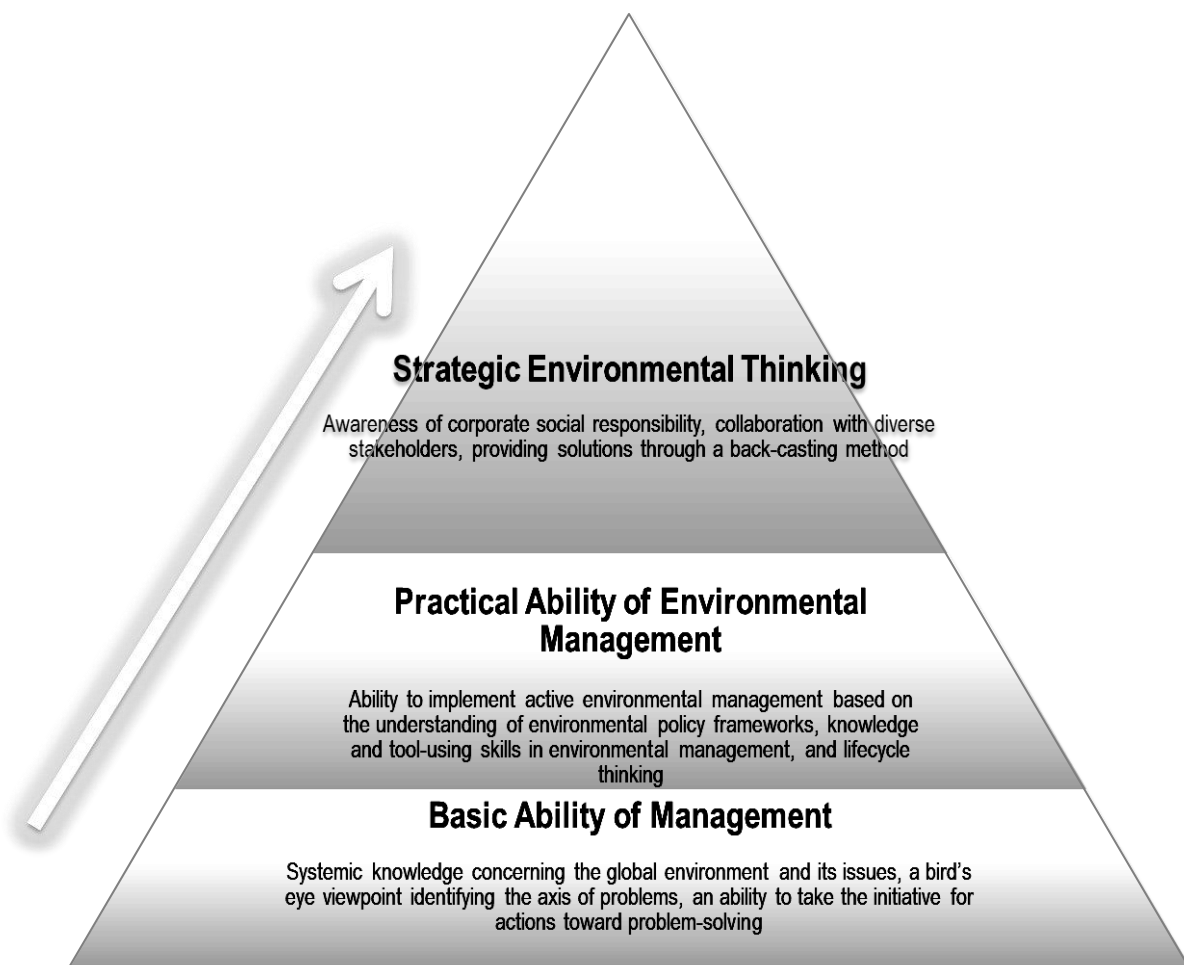 Strategic Environmental Thinking
Awareness of corporate social responsibility, collaboration with diverse
stakeholders, providing solutions through a back-casting method
Practical Ability of Environmental
Management
Ability to implement active environmental management based on
the understanding of environmental policy frameworks, knowledge
and tool-using skills in environmental management, and lifecycle
thinking
Basic Ability of Management
Systemic knowledge concerning the global environment and its issues, a bird's
eye viewpoint identifying the axis of problems, an ability to take the initiative for
actions toward problem-solving